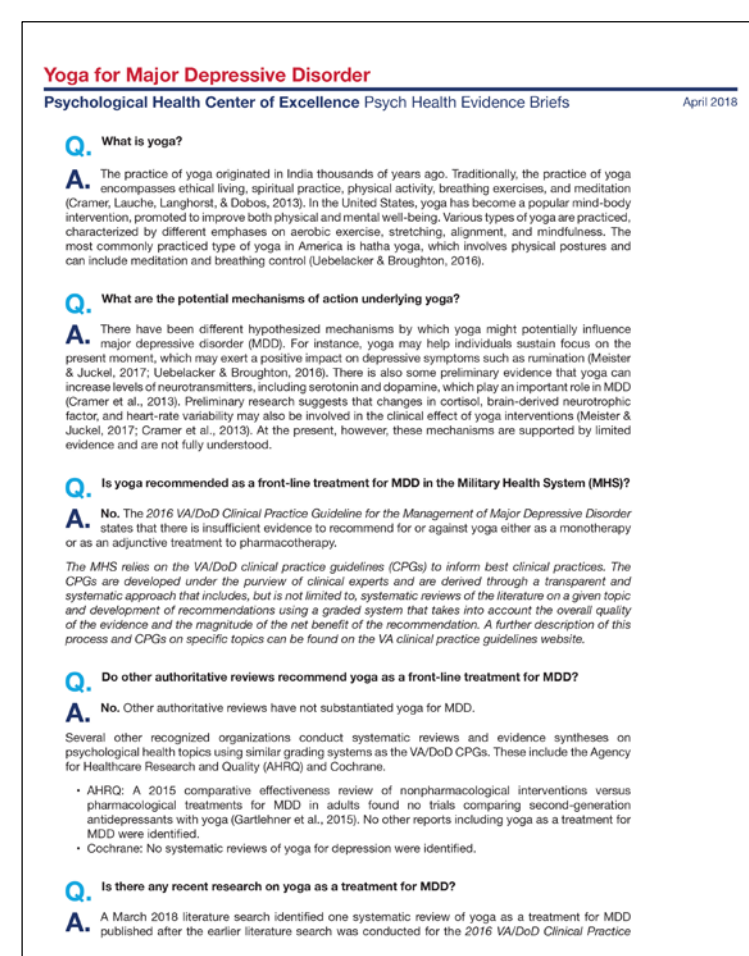 Yoga for Major Depressive Disorder
Psychological Health Center of Excellence Psych Health Evidence Briefs April 2018
Q. What is yoga?
A. The practice of yoga originated in India thousands of years ago. Traditionally, the practice of yoga
encompasses ethical living, spiritual practice, physical activity, breathing exercises, and meditation
(Cramer, Lauche, Langhorst, & Dobos, 2013). In the United States, yoga has become a popular mind-body
intervention, promoted to improve both physical and mental well-being. Various types of yoga are practiced,
characterized by different emphases on aerobic exercise, stretching, alignment, and mindfulness. The
most commonly practiced type of yoga in America is hatha yoga, which involves physical postures and
can include meditation and breathing control (Uebelacker & Broughton, 2016).
Q. What are the potential mechanisms of action underlying yoga?
A. There have been different hypothesized mechanisms by which yoga might potentially influence
major depressive disorder (MDD). For instance, yoga may help individuals sustain focus on the
present moment, which may exert a positive impact on depressive symptoms such as rumination (Meister
& Juckel, 2017; Uebelacker & Broughton, 2016). There is also some preliminary evidence that yoga can
increase levels of neurotransmitters, including serotonin and dopamine, which play an important role in MDD
(Cramer et al., 2013). Preliminary research suggests that changes in cortisol, brain-derived neurotrophic
factor, and heart-rate variability may also be involved in the clinical effect of yoga interventions (Meister &
Juckel, 2017; Cramer et al., 2013). At the present, however, these mechanisms are supported by limited
evidence and are not fully understood.
Q. Is yoga recommended as a front-line treatment for MDD in the Military Health System (MHS)?
A. No. The 2016 VA/DoD Clinical Practice Guideline for the Management of Major Depressive Disorder
states that there is insufficient evidence to recommend for or against yoga either as a monotherapy
or as an adjunctive treatment to pharmacotherapy.
The MHS relies on the VA/DoD clinical practice guidelines (CPGs) to inform best clinical practices. The
CPGs are developed under the purview of clinical experts and are derived through a transparent and
systematic approach that includes, but is not limited to, systematic reviews of the literature on a given topic
and development of recommendations using a graded system that takes into account the overall quality
of the evidence and the magnitude of the net benefit of the recommendation. A further description of this
process and CPGs on specific topics can be found on the VA clinical practice guidelines website.
Q. Do other authoritative reviews recommend yoga as a front-line treatment for MDD?
A. No. Other authoritative reviews have not substantiated yoga for MDD.
Several other recognized organizations conduct systematic reviews and evidence syntheses on
psychological health topics using similar grading systems as the VA/DoD CPGs. These include the Agency
for Healthcare Research and Quality (AHRQ) and Cochrane.
• AHRQ: A 2015 comparative effectiveness review of nonpharmacological interventions versus
pharmacological treatments for MDD in adults found no trials comparing second-generation
antidepressants with yoga (Gartlehner et al., 2015). No other reports including yoga as a treatment for
MDD were identified.
• Cochrane: No systematic reviews of yoga for depression were identified.
Q. Is there any recent research on yoga as a treatment for MDD?
A. A March 2018 literature search identified one systematic review of yoga as a treatment for MDD
published after the earlier literature search was conducted for the 2016 VA/DoD Clinical Practice